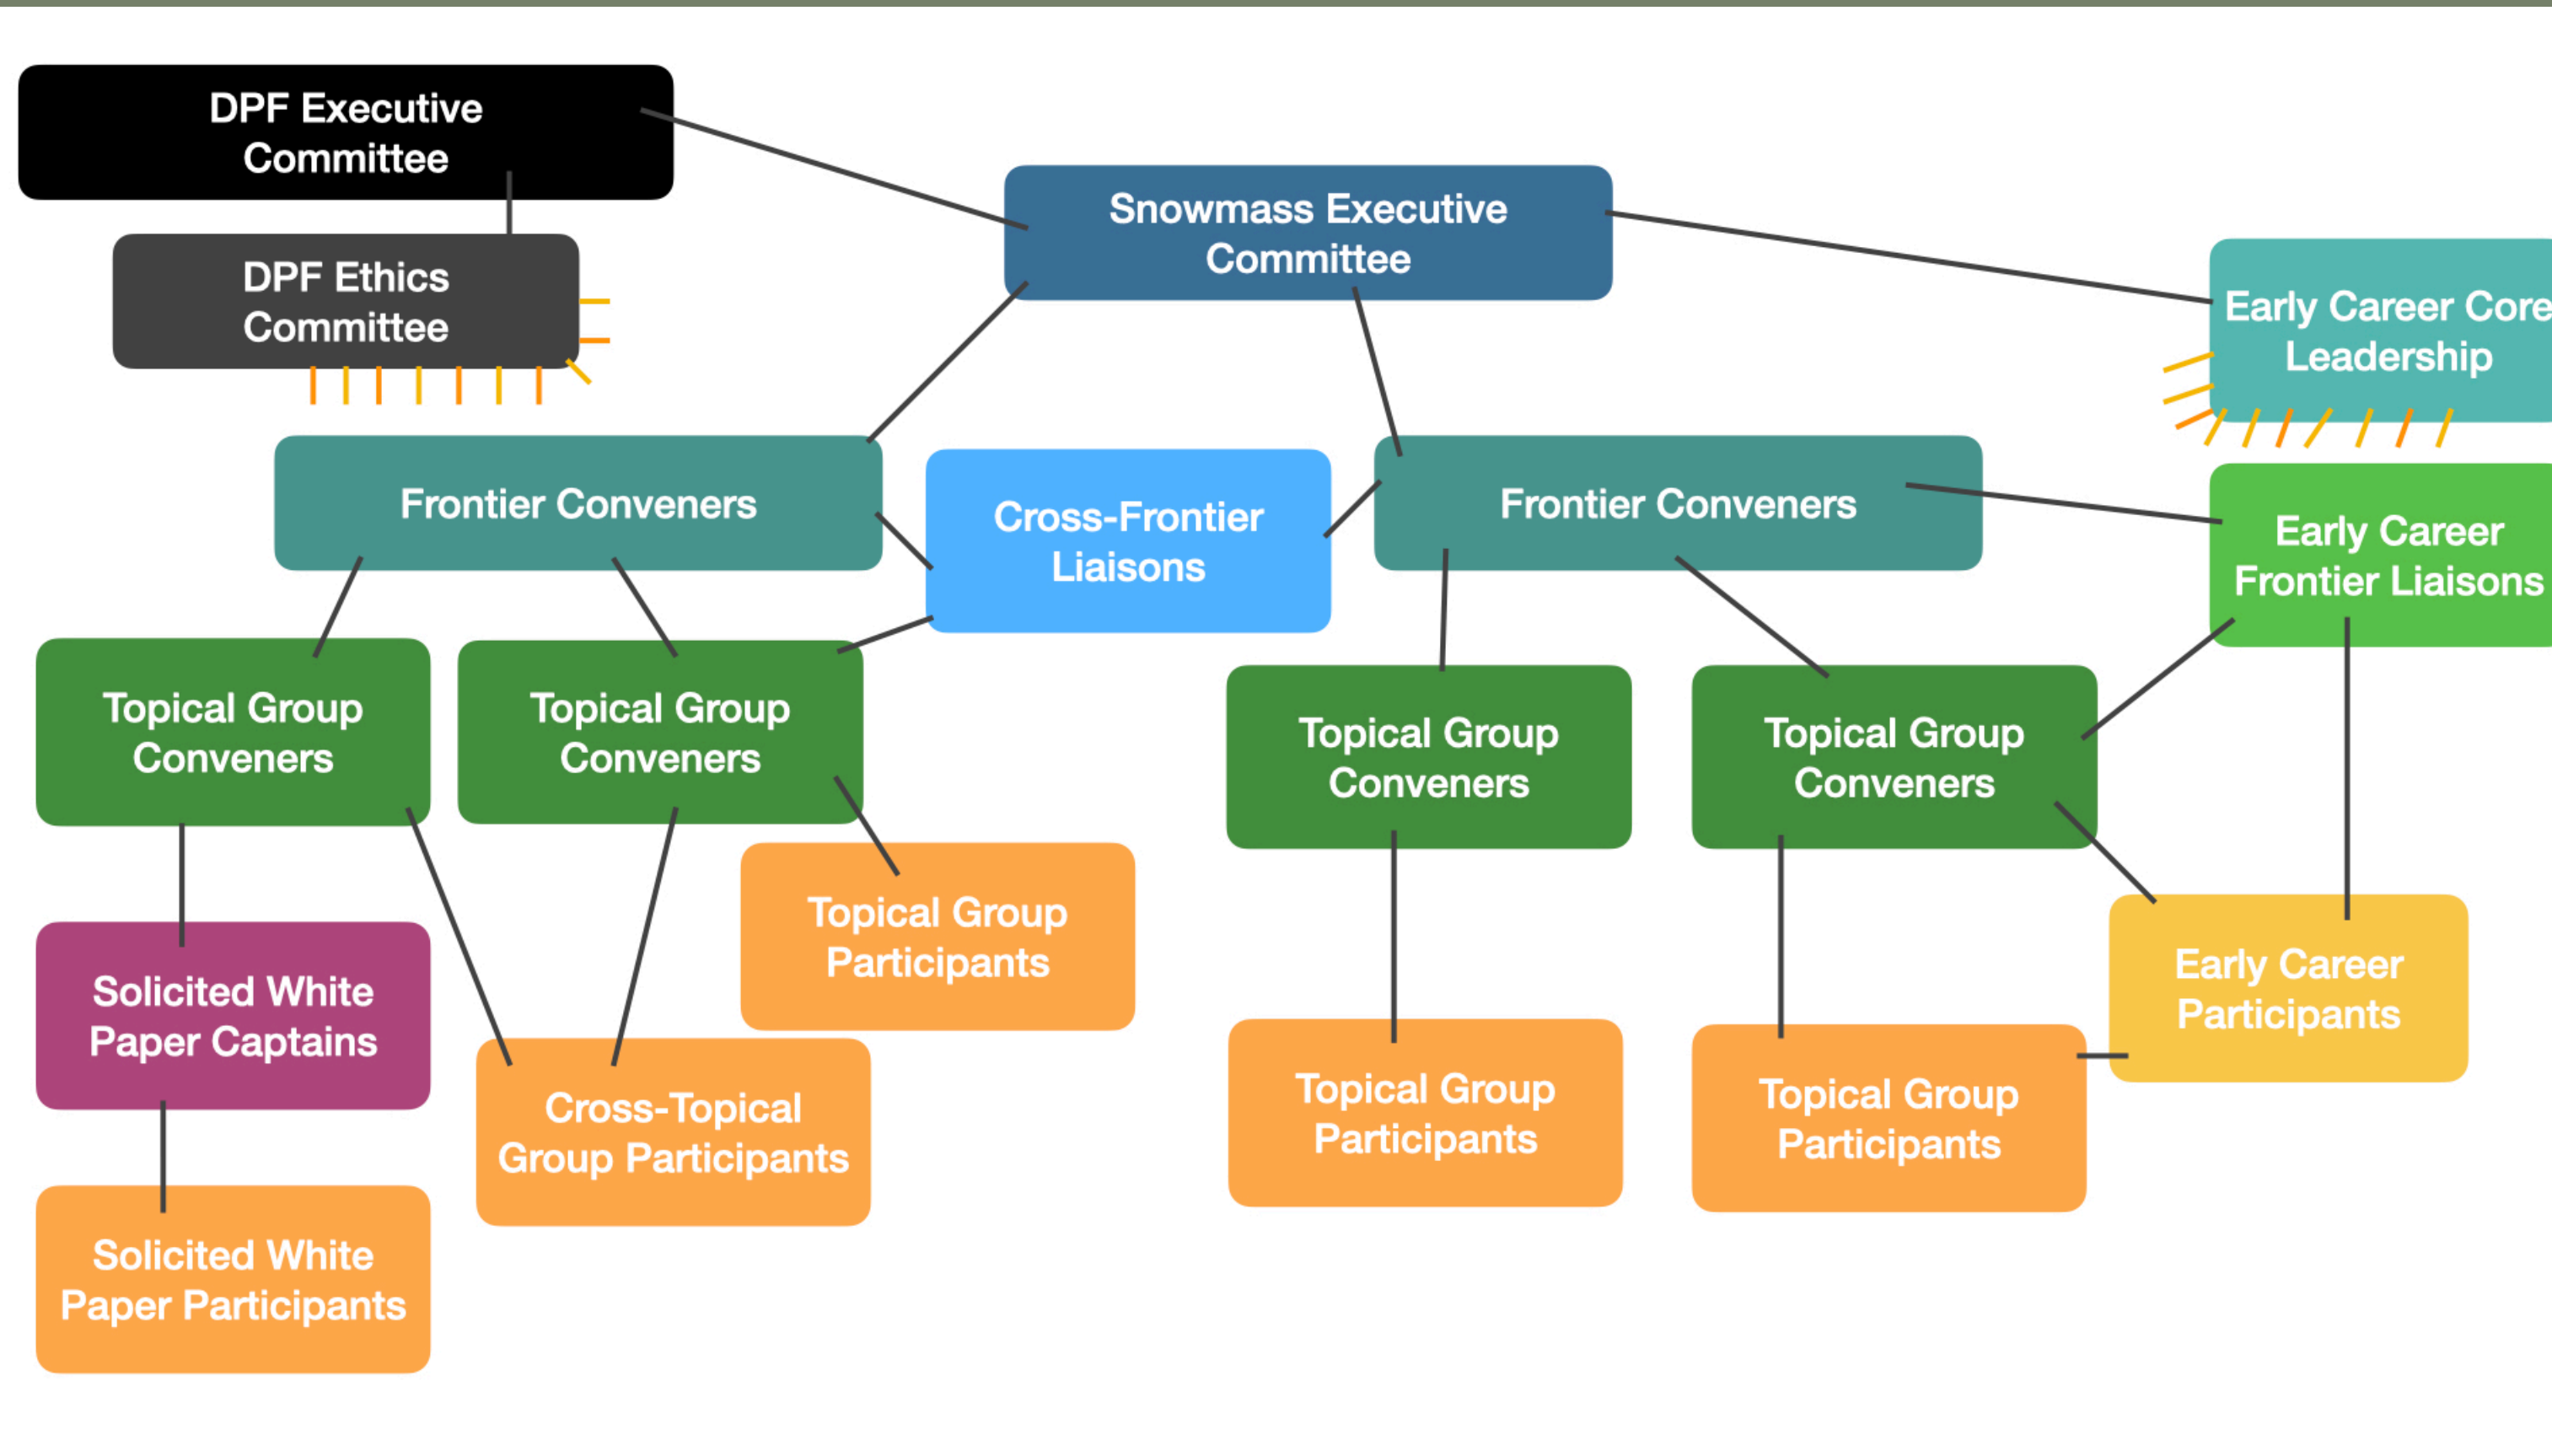 DPF Executive
Committee
Snowmass Executive
Committee
DPF Ethics
Committee
Early Career Core
Leadership
Frontier Conveners
Cross-Frontier
Liaisons
Frontier Conveners
Early Career
Frontier Liaisons
Topical Group
Conveners
Topical Group
Conveners
Topical Group
Conveners
Topical Group
Conveners
Topical Group
Participants
Early Career
Participants
Solicited White
Paper Captains
Cross-Topical
Group Participants
Topical Group
Participants
Topical Group
Participants
Solicited White
Paper Participants